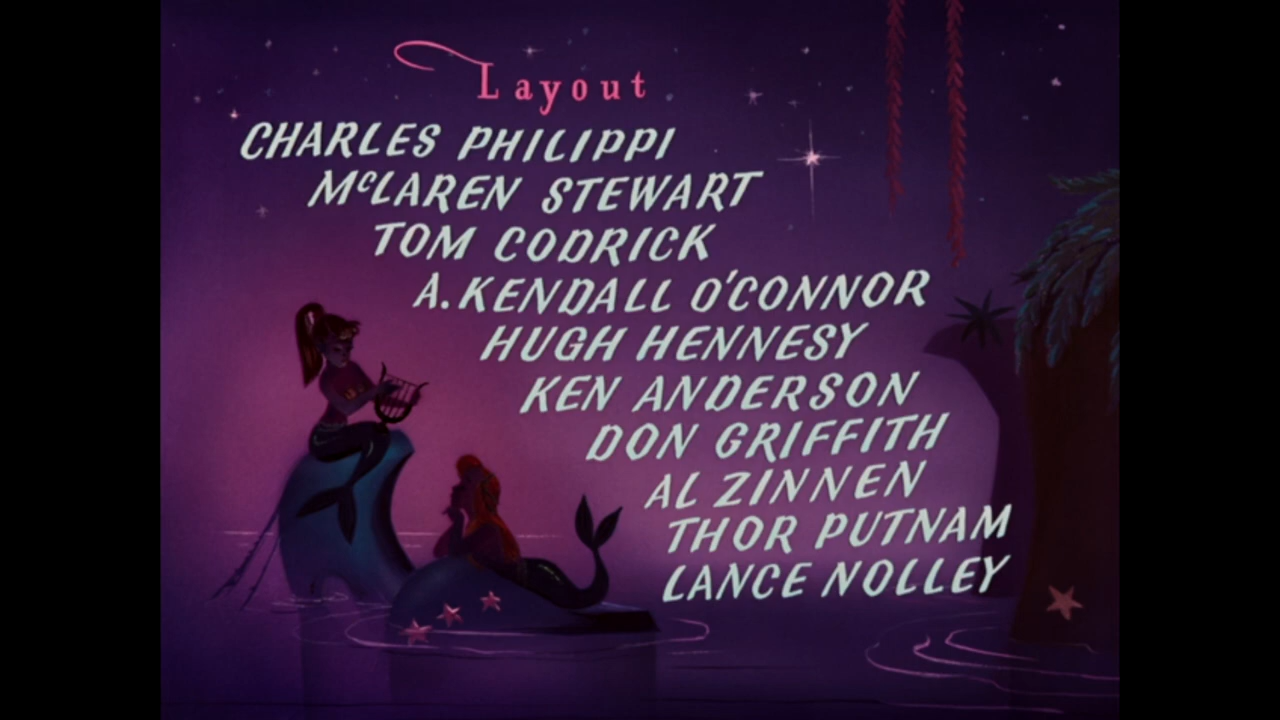 Layout
CHARLES PHILIPPI
McLAREN STEWART
TOM CODRICK
A. KENDALL O'CONNOR
HUGH HENNESY
KEN ANDERSON
DON GRIFFITH
AL ZINNEN
THOR PUTNAM
LANCE NOLLEY